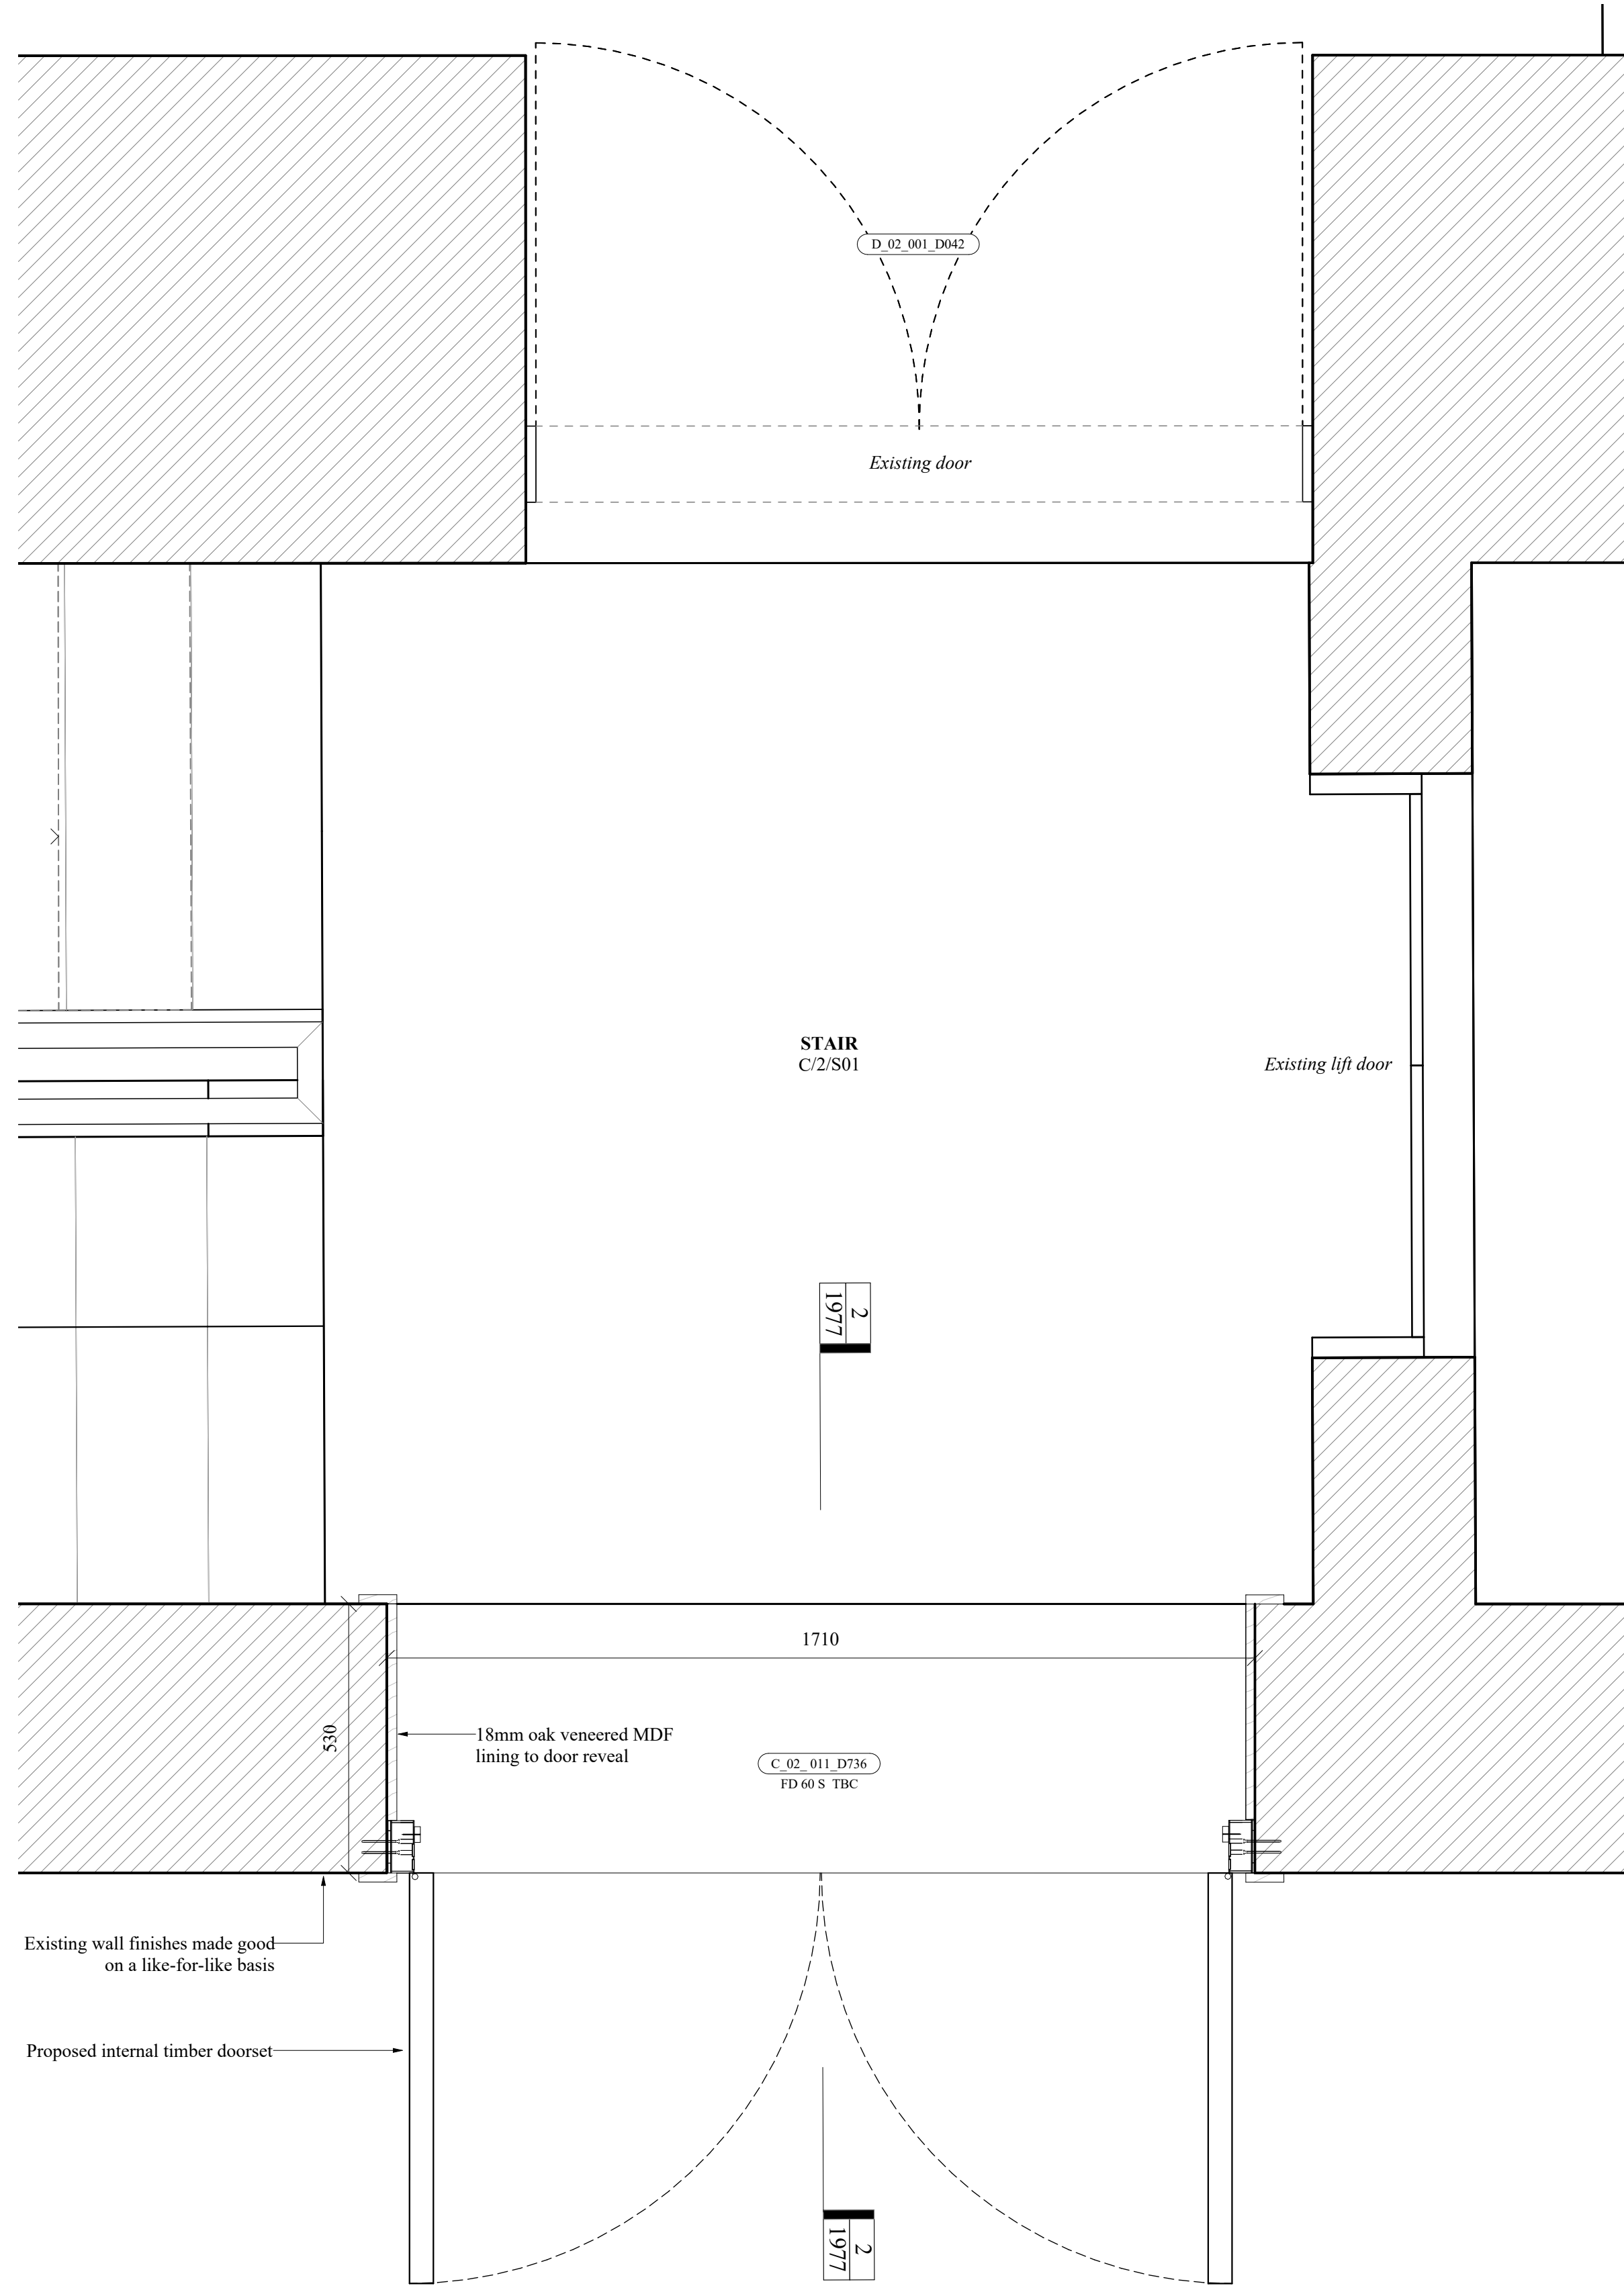 D_02_001_D042
Existing door
STAIR
C/2/S01
Existing lift door
2
1977
1710
530
18mm oak veneered MDF
lining to door reveal
C_02_ 011_D736
FD 60 S  TBC
Existing wall finishes made good
on a like-for-like basis
Proposed internal timber doorset
2
1977